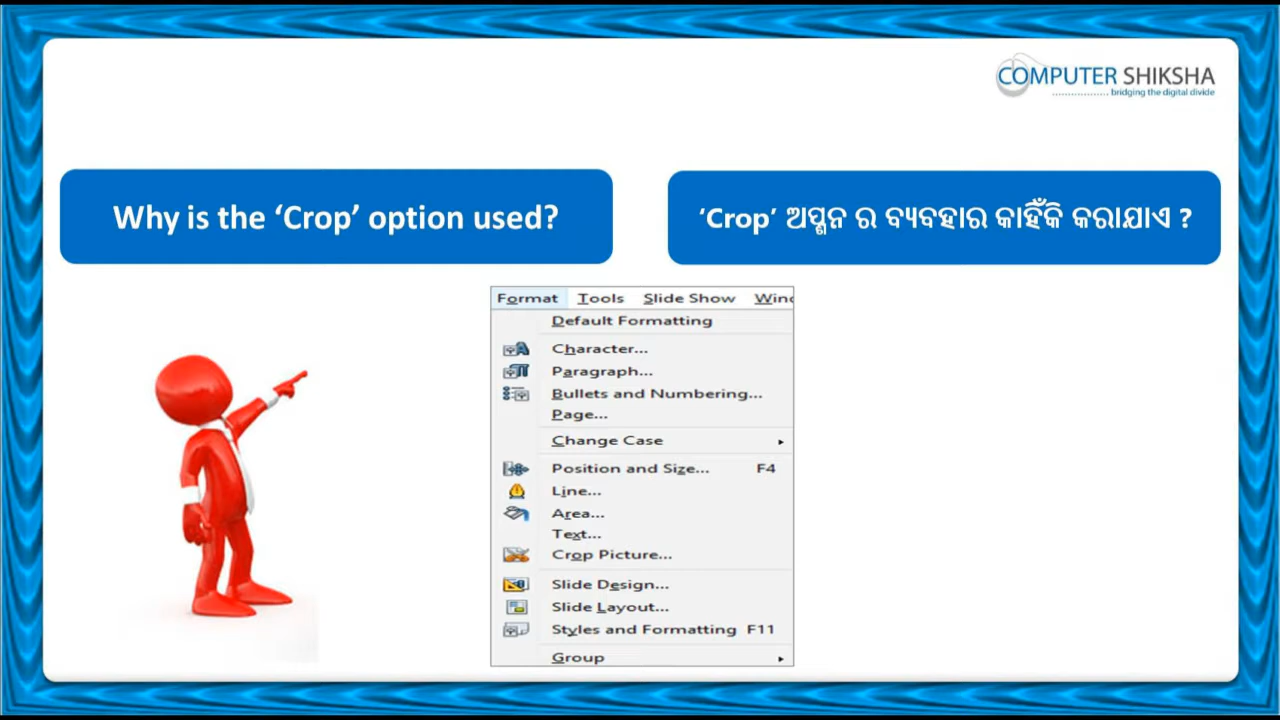 COMPUTER SHIKSHA
bridging the digital divide
Why is the ‘Crop’ option used?
‘Crop’ ଅପ୍ଶନ ର ବ୍ୟବହାର କାହିଁକି କରାଯାଏ ?
Format Tools Slide Show Wind
Default Formatting
Character...
Paragraph...
Bullets and Numbering...
Page...
Change Case
Position and Size... F4
Line...
Area...
Text...
Crop Picture...
Slide Design...
Slide Layout...
Styles and Formatting F11
Group